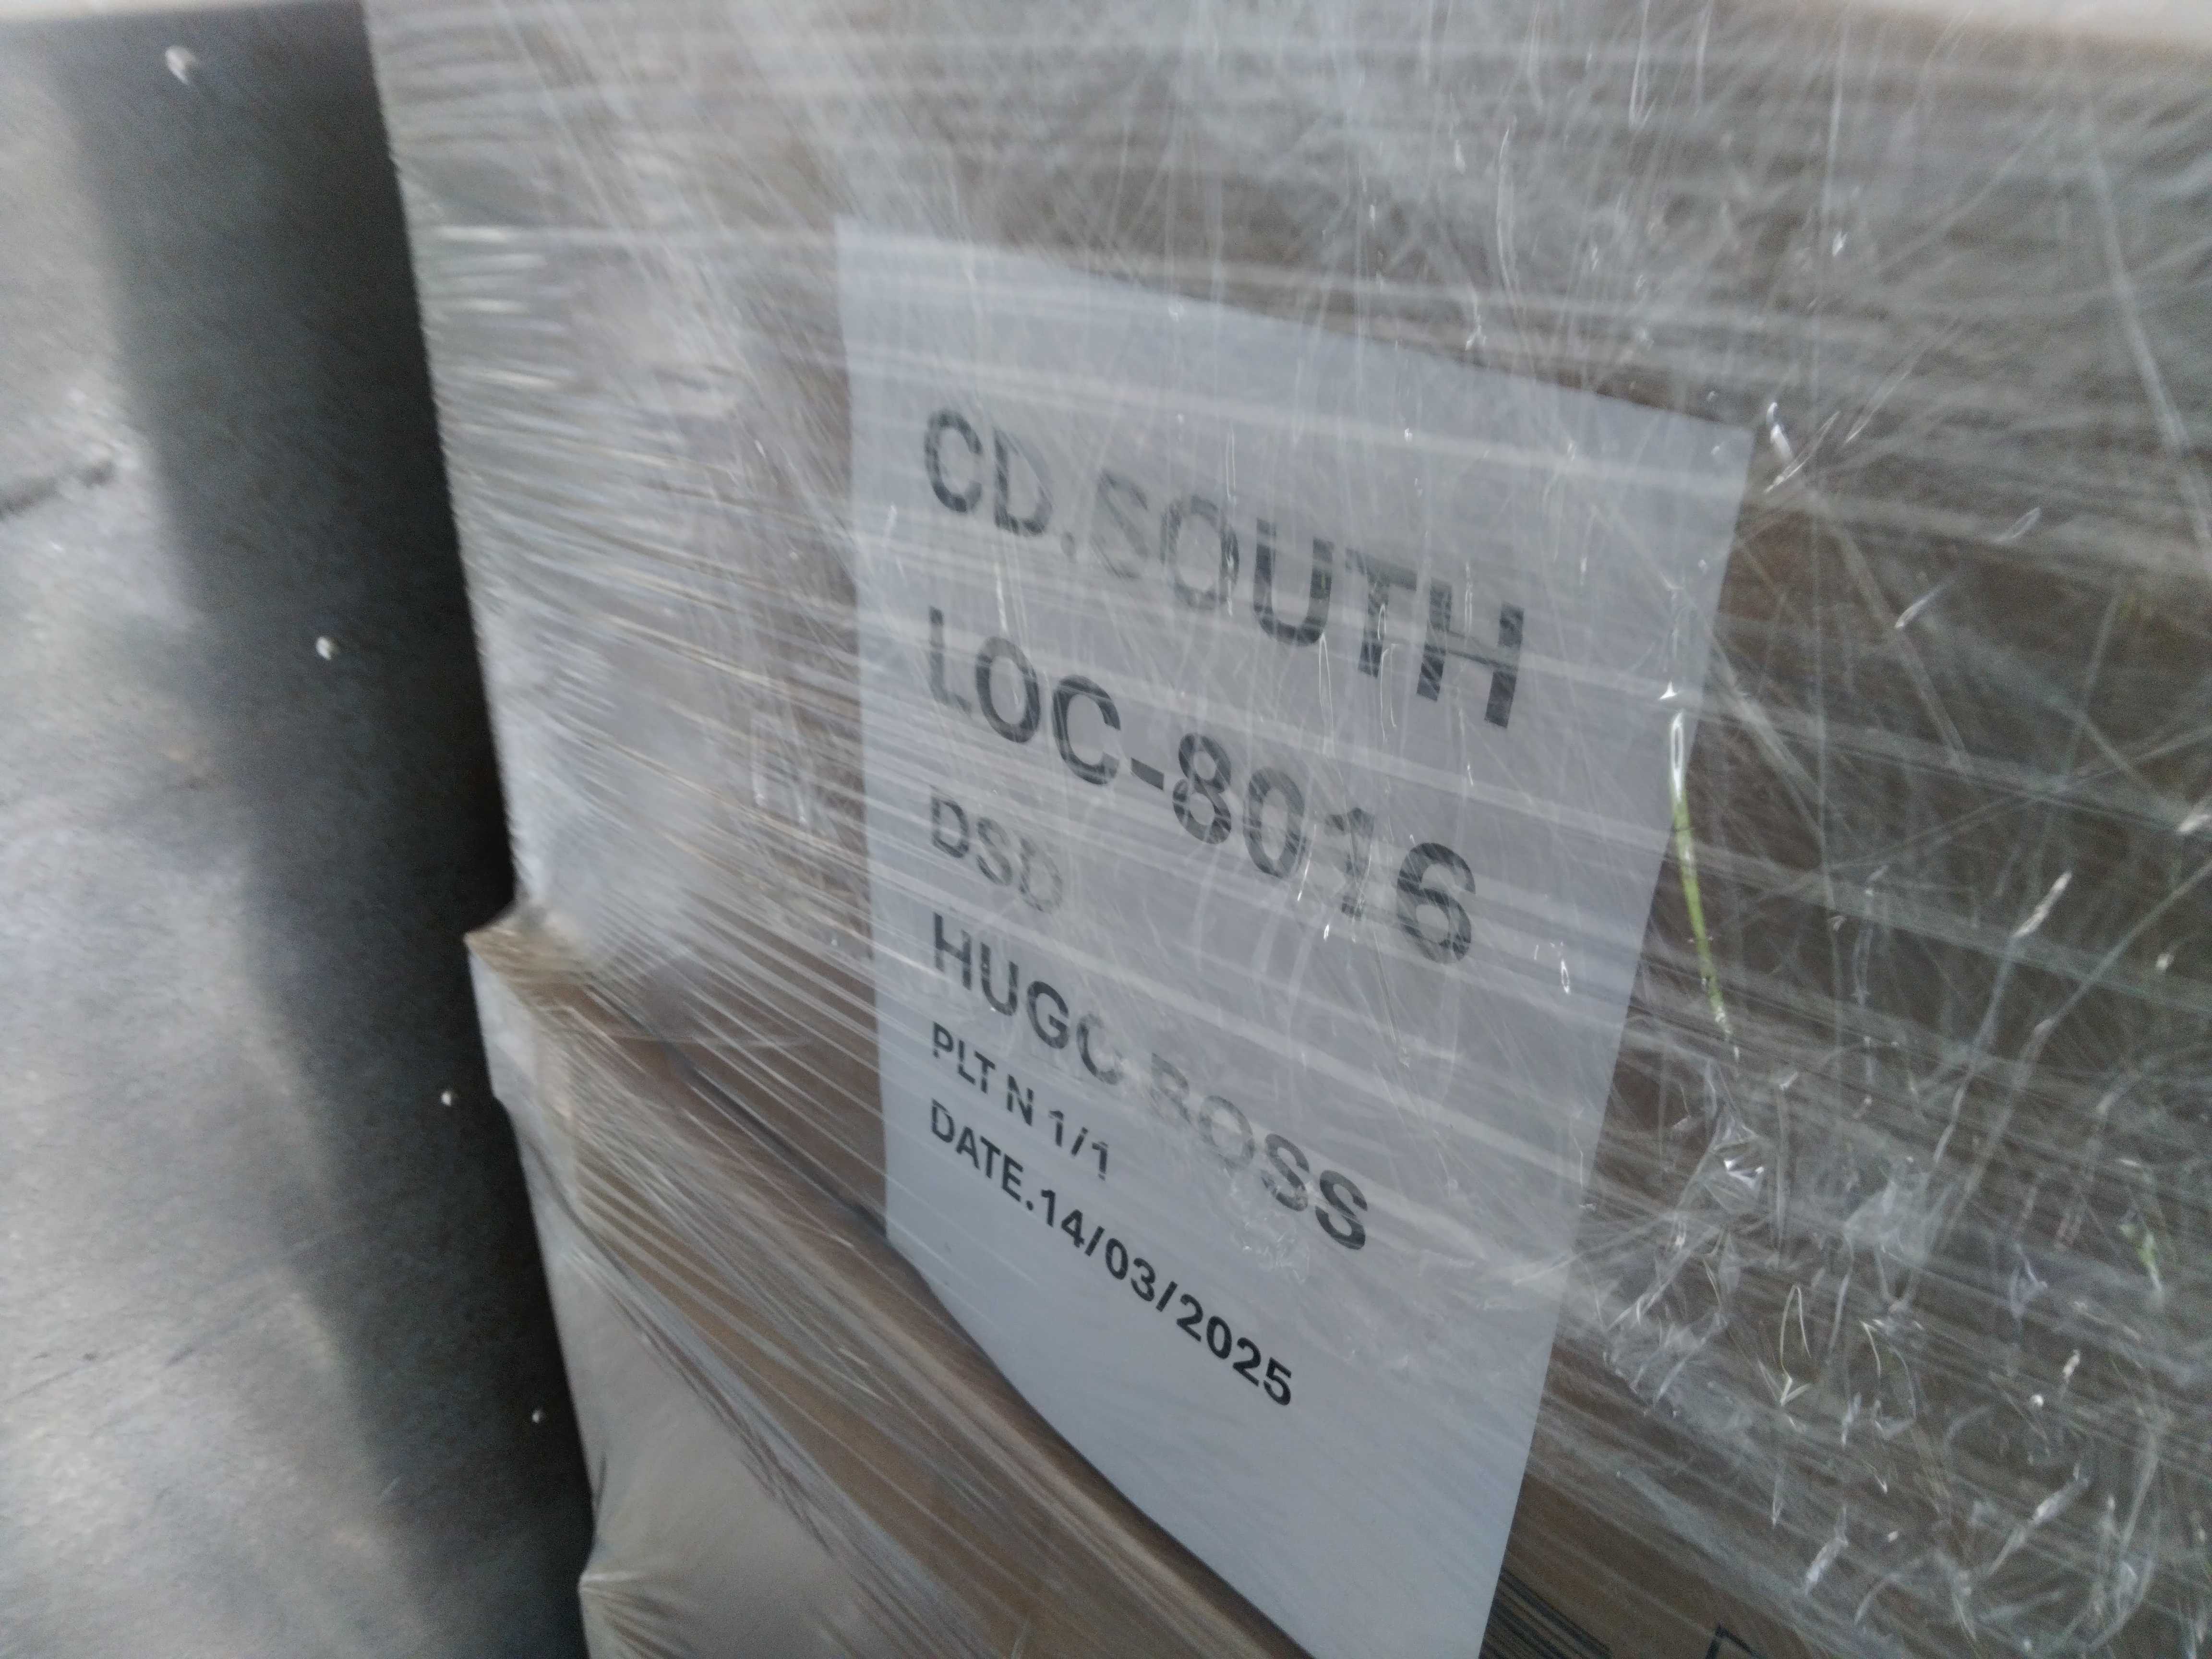 CD.SOUTH
LOC-8016
DSD
HUGO BOSS
PLT N 1/1
DATE.14/03/2025